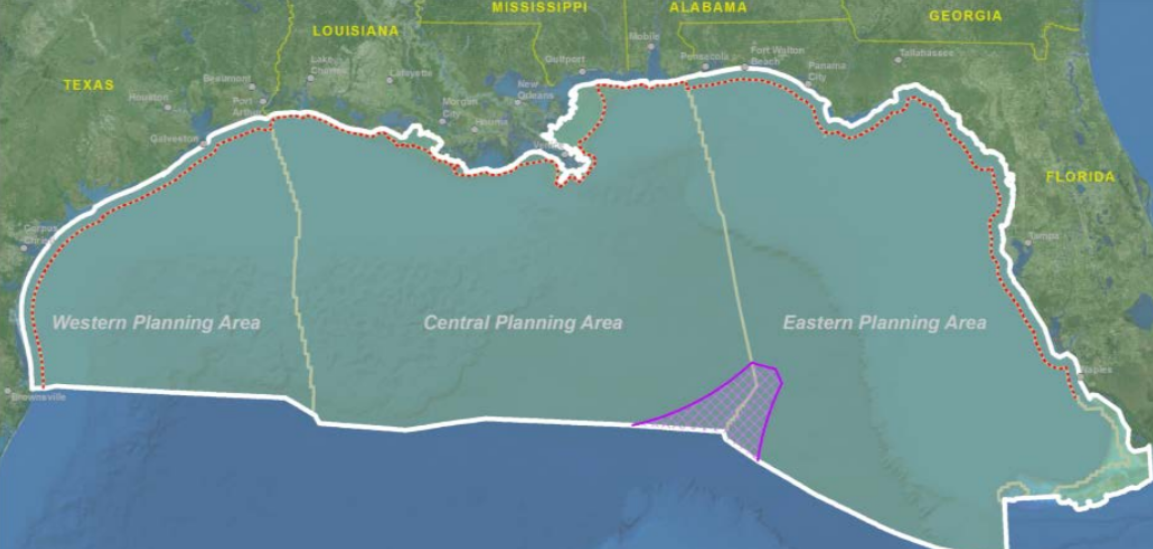 MISSISSIPPI
ALABAMA
GEORGIA
LOUISIANA
TEXAS
FLORIDA
Mobile
Gulfport
Pensacola
Fort Walton
Beach
Tallahassee
Panama
City
Lake
Charles
Lafayette
Beaumont
Houston
Port
New
Orleans
Morgan
City
Houma
Galveston
Corpus
Tampa
Western Planning Area
Central Planning Area
Eastern Planning Area
Naples
Brownsville